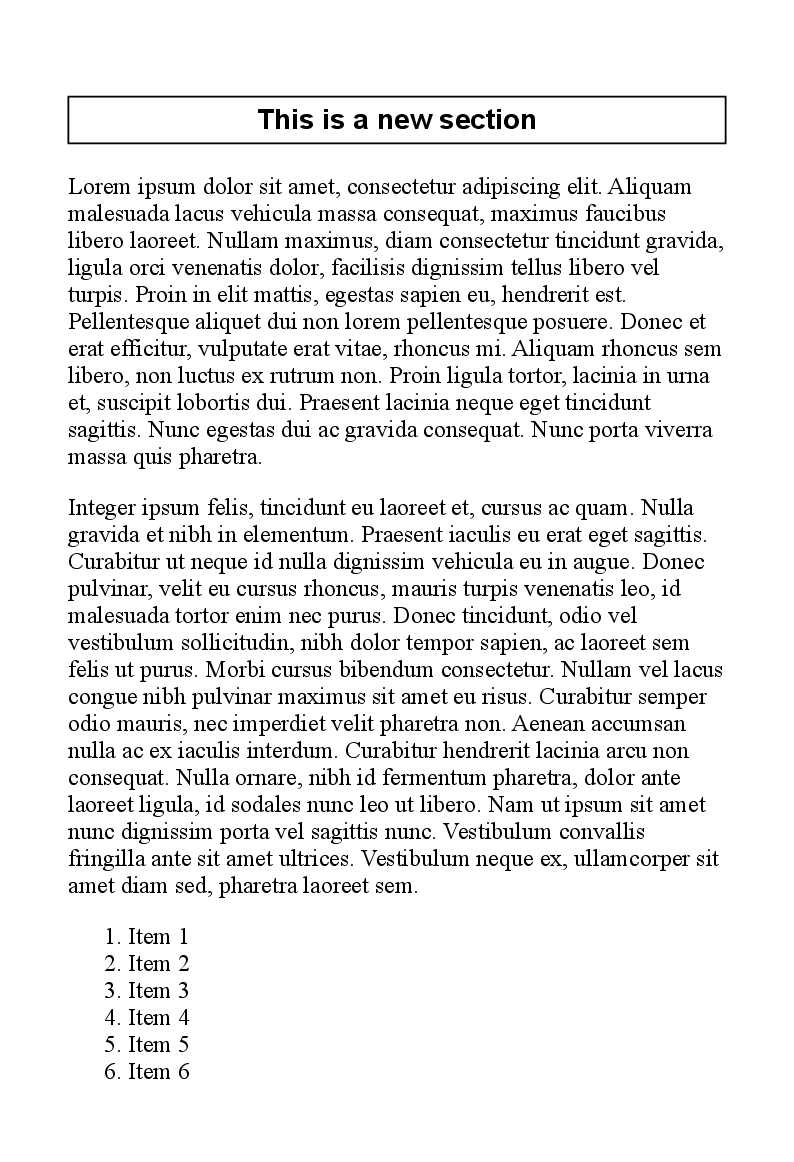 This is a new section
Lorem ipsum dolor sit amet, consectetur adipiscing elit. Aliquam
malesuada lacus vehicula massa consequat, maximus faucibus
libero laoreet. Nullam maximus, diam consectetur tincidunt gravida,
ligula orci venenatis dolor, facilisis dignissim tellus libero vel
turpis. Proin in elit mattis, egestas sapien eu, hendrerit est.
Pellentesque aliquet dui non lorem pellentesque posuere. Donec et
erat efficitur, vulputate erat vitae, rhoncus mi. Aliquam rhoncus sem
libero, non luctus ex rutrum non. Proin ligula tortor, lacinia in urna
et, suscipit lobortis dui. Praesent lacinia neque eget tincidunt
sagittis. Nunc egestas dui ac gravida consequat. Nunc porta viverra
massa quis pharetra.
Integer ipsum felis, tincidunt eu laoreet et, cursus ac quam. Nulla
gravida et nibh in elementum. Praesent iaculis eu erat eget sagittis.
Curabitur ut neque id nulla dignissim vehicula eu in augue. Donec
pulvinar, velit eu cursus rhoncus, mauris turpis venenatis leo, id
malesuada tortor enim nec purus. Donec tincidunt, odio vel
vestibulum sollicitudin, nibh dolor tempor sapien, ac laoreet sem
felis ut purus. Morbi cursus bibendum consectetur. Nullam vel lacus
congue nibh pulvinar maximus sit amet eu risus. Curabitur semper
odio mauris, nec imperdiet velit pharetra non. Aenean accumsan
nulla ac ex iaculis interdum. Curabitur hendrerit lacinia arcu non
consequat. Nulla ornare, nibh id fermentum pharetra, dolor ante
laoreet ligula, id sodales nunc leo ut libero. Nam ut ipsum sit amet
nunc dignissim porta vel sagittis nunc. Vestibulum convallis
fringilla ante sit amet ultrices. Vestibulum neque ex, ullamcorper sit
amet diam sed, pharetra laoreet sem.
1. Item 1
2. Item 2
3. Item 3
4. Item 4
5. Item 5
6. Item 6